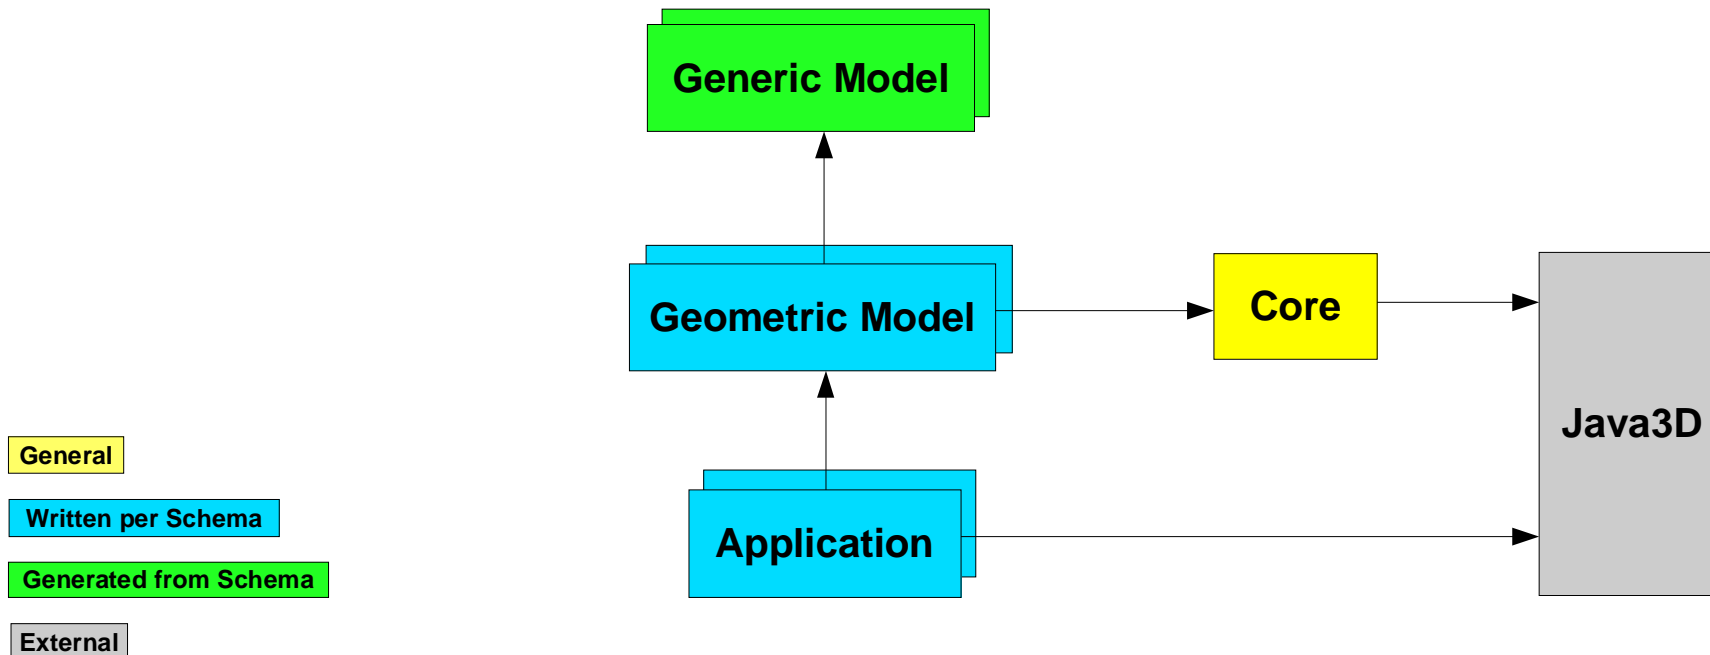 Generic Model
Geometric Model
Core
Java3D
General
Written per Schema
Application
Generated from Schema
External